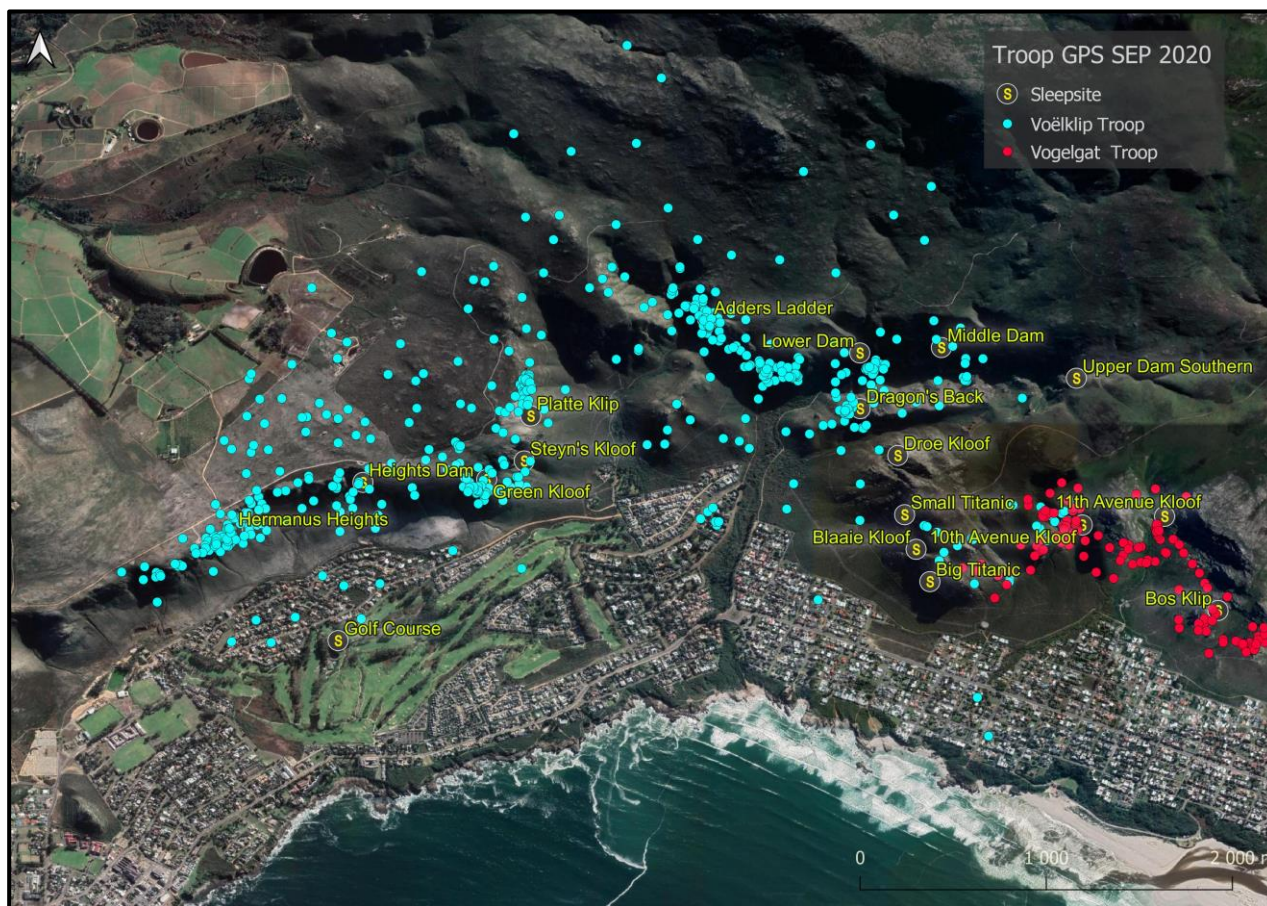 Troop GPS SEP 2020
S Sleepsite
Voëlklip Troop
Vogelgat Troop
Adders Ladder
Lower Dam
Middle Dam
Upper Dam Southern
Dragon's Back
Platte Klip
Droe Kloof
Steyn's Kloof
Heights Dam
Green Kloof
Small Titanic
11th Avenue Kloof
Hermanus Heights
Blaaie Kloof
10th Avenue Kloof
Big Titanic
Bos Klip
Golf Course
0 1 000 2 000 m